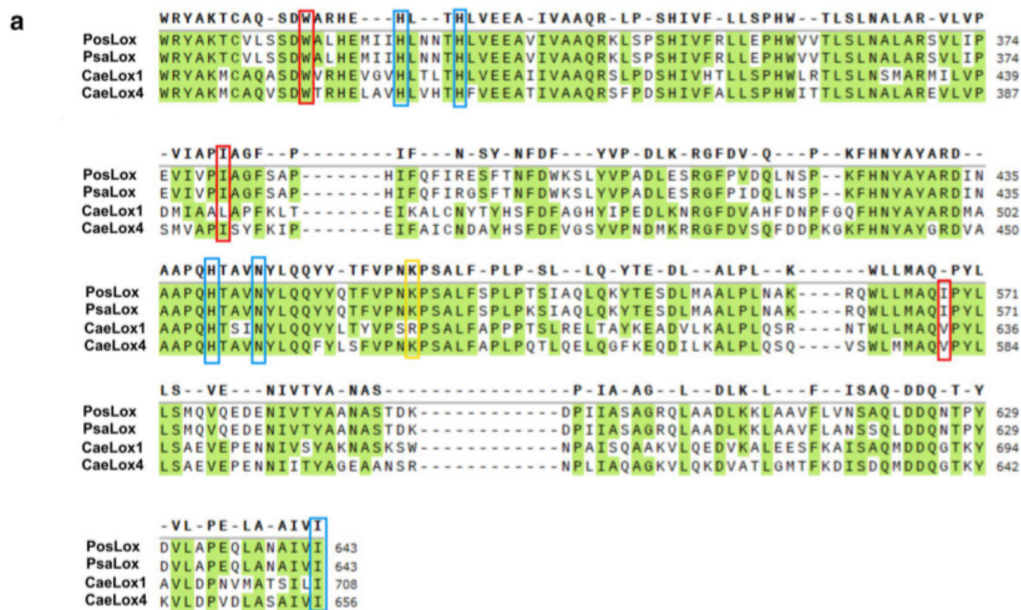 a
WRYAKTCAQ-SDWARHE---HL--THLVEEA-IVAAQR-LP-SHIVF-LLSPHW--TLSLNALAR-VLVP
PosLox WRYAKTCVLSSDWALHEMIIHLNNTHLVEEAVIVAAQRKLSPSHIVFRLLEPHWVVTLSLNALARSVLIP 374
PsaLox WRYAKTCVLSSDWALHEMIIHLNNTHLVEEAVIVAAQRKLSPSHIVFRLLEPHWVVTLSLNALARSVLIP 374
CaeLox1 WRYAKMCAQASDWVRHEVGVHLTLTHLVEEAIIVAAQRSLPDSHIVHTLLSPHWLRTLSLNSMARMILVP 439
CaeLox4 WRYAKMCAQVSDWTRHELAVHLVHTHFVEEATIVAAQRSFPDSHIVFALLSPHWITTLSLNALAREVLVP 387
-VIAPIAGF--P-------IF--N-SY-NFDF---YVP-DLK-RGFDV-Q---P--KFHNYAYARD--
PosLox EVIVPIAGFSAP-------HIFQFIRESFTNFDWKSLYVPADLESRGFPVDQLNSP--KFHNYAYARDIN 435
PsaLox EVIVPIAGFSAP-------HIFQFIRGSFTNFDWKSLYVPADLESRGFPIDQLNSP--KFHNYAYARDIN 435
CaeLox1 DMIAALAPFKLT-------EIKALCNYTYHSFDFAGHYIPEDLKNRGFDVAHFDNPFGQFHNYAYARDMA 502
CaeLox4 SMVAPISYFKIP-------EIFAICNDAYHSFDFVGSYVPNDMKRRGFDVSQFDDPKGKFHNYAYGRDVA 450
AAPQHTAVNYLQQYY-TFVPNKPSALF-PLP-SL--LQ-YTE-DL--ALPL--K------WLLMAQ-PYL
PosLox AAPQHTAVNYLQQYYQTFVPNKPSALFSPLPTSIAQLQKYTESDLMAALPLNAK----RQWLLMAQIPYL 571
PsaLox AAPQHTAVNYLQQYYQTFVPNKPSALFSPLPKSIAQLQKYTESDLMAALPLNAK----RQWLLMAQIPYL 571
CaeLox1 AAPQHTSINYLQQYYLTYVPSRPSALFAPPPTSLRELTAYKEADVLKALPLQSR----NTWLLMAQVPYL 636
CaeLox4 AAPQHTAVNYLQQFYLSFVPNKPSALFAPLPQTLQELQGFKEQDILKALPLQSQ----VSWLMMAQVPYL 584
LS--VE--NIVTYA-NAS----------------P-IA-AG--L--DLK-L---F--ISAQ-DDQ-T-Y
PosLox LSMQVQEDENIVTYAANASTDK------------DPIIASAGRQLAADLKKLAAVFLVNSAQLDDQNTPY 629
PsaLox LSMQVQEDENIVTYAANASTDK------------DPIIASAGRQLAADLKKLAAVFLANSSQLDDQNTPY 629
CaeLox1 LSAEVEPENNIVSYAKNASKSW------------NPAISQAAKVLQEDVKALEESFKAISAQMDDQGTKY 694
CaeLox4 LSAEVEPENNIITYAGEAANSR------------NPLIAQAGKVLQKDVATLGMTFKDISDQMDDQGTKY 642
-VL-PE-LA-AIVI
PosLox DVLAPEQLANAIVI 643
PsaLox DVLAPEQLANAIVI 643
CaeLox1 AVLDPNVMATSILI 708
CaeLox4 KVLDPVDLASAIVI 656